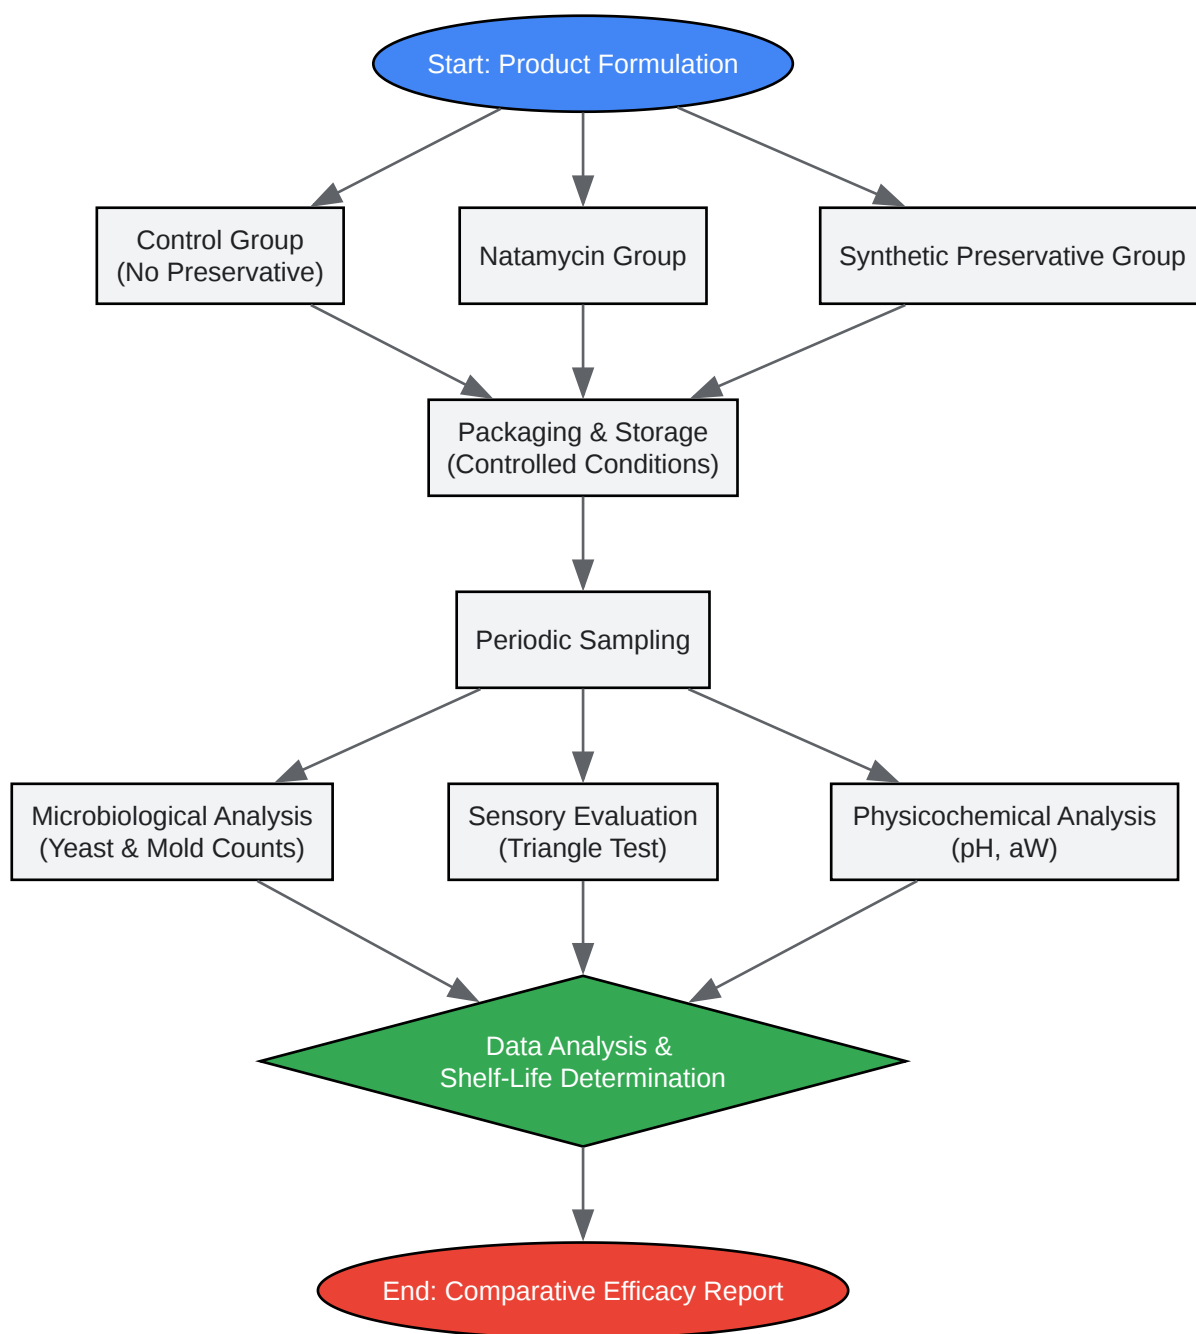 Start: Product Formulation
Control Group
(No Preservative)
Natamycin Group
Synthetic Preservative Group
Packaging & Storage
(Controlled Conditions)
Periodic Sampling
Microbiological Analysis
(Yeast & Mold Counts)
Sensory Evaluation
(Triangle Test)
Physicochemical Analysis
(pH, aW)
Data Analysis &
Shelf-Life Determination
End: Comparative Efficacy Report